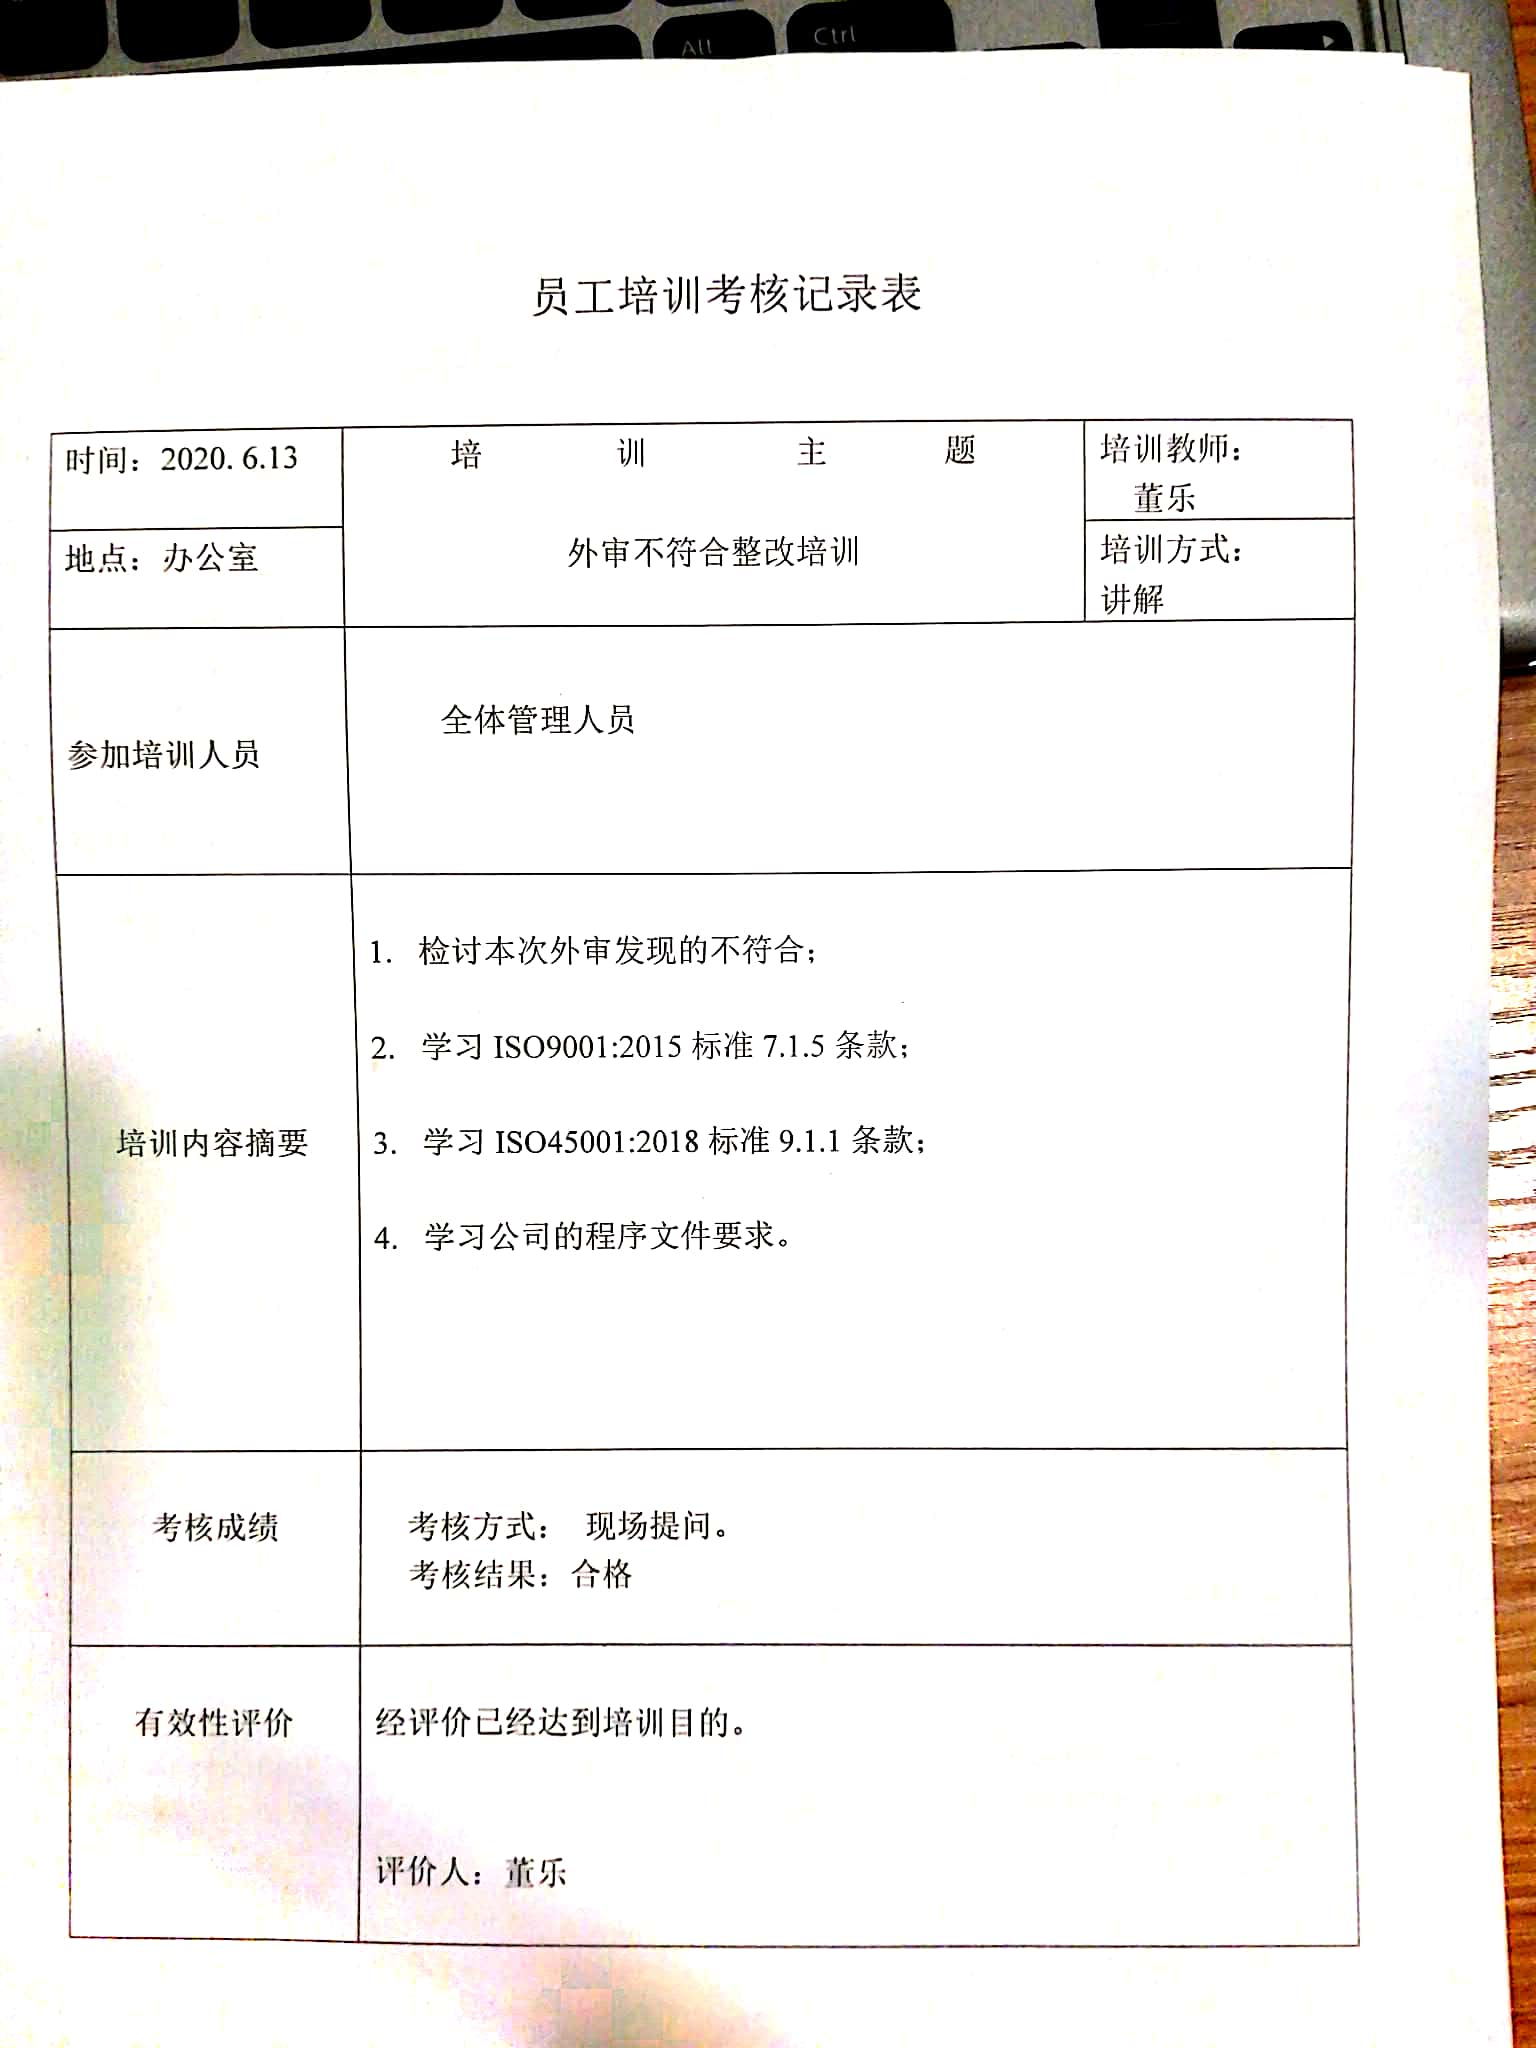 Alt
Ctrl
员工培训考核记录表
时间：2020. 6.13
培 训 主 题
培训教师：
董乐
地点：办公室
外审不符合整改培训
培训方式：
讲解
参加培训人员
全体管理人员
培训内容摘要
1. 检讨本次外审发现的不符合；
2. 学习 ISO9001:2015 标准 7.1.5 条款；
3. 学习 ISO45001:2018 标准 9.1.1 条款；
4. 学习公司的程序文件要求。
考核成绩
考核方式： 现场提问。
考核结果：合格
有效性评价
经评价已经达到培训目的。
评价人：董乐